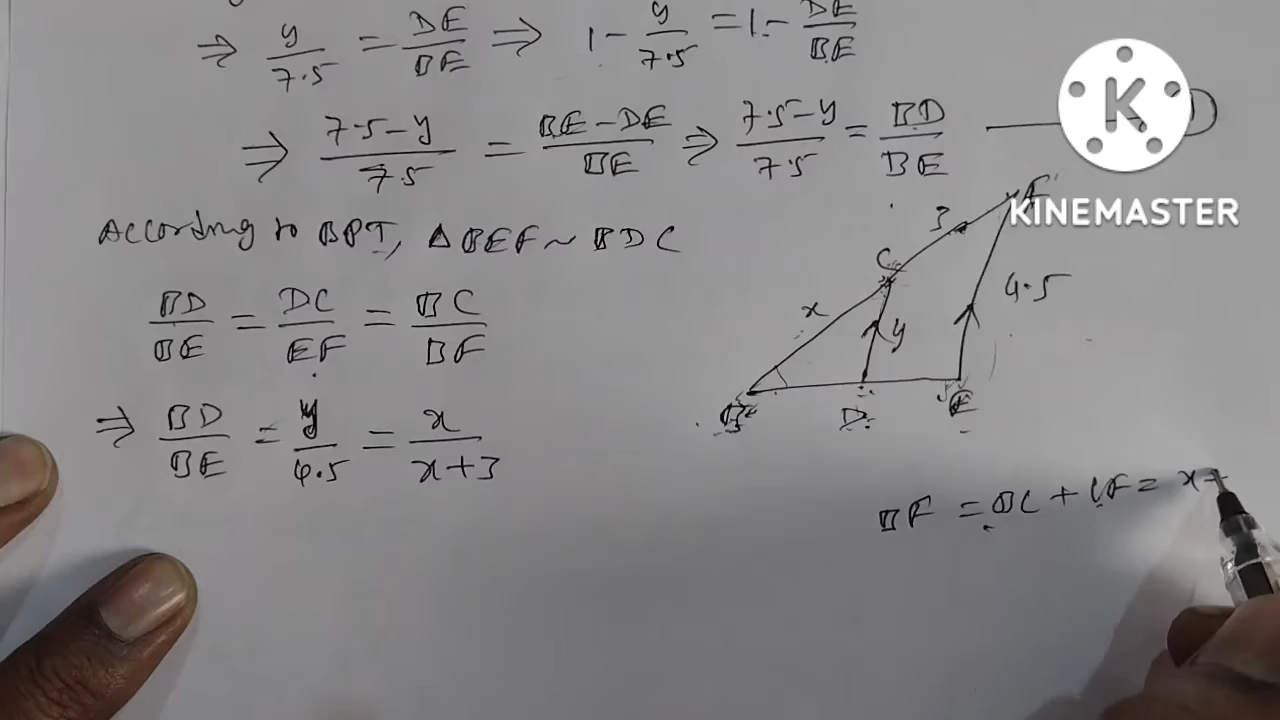 ⇒ y/7.5 = DE/BE ⇒ 1 - y/7.5 = 1 - DE/BE
⇒ 7.5-y/7.5 = BE-DE/BE ⇒ 7.5-y/7.5 = BD/BE — D
KINEMASTER
According to BPT, △BEF ~ BDC
BD/BE = DC/EF = BC/BF
⇒ BD/BE = y/4.5 = x/x+3
F
3
C
4.5
x
y
B D E
BF = BC + CF = x+